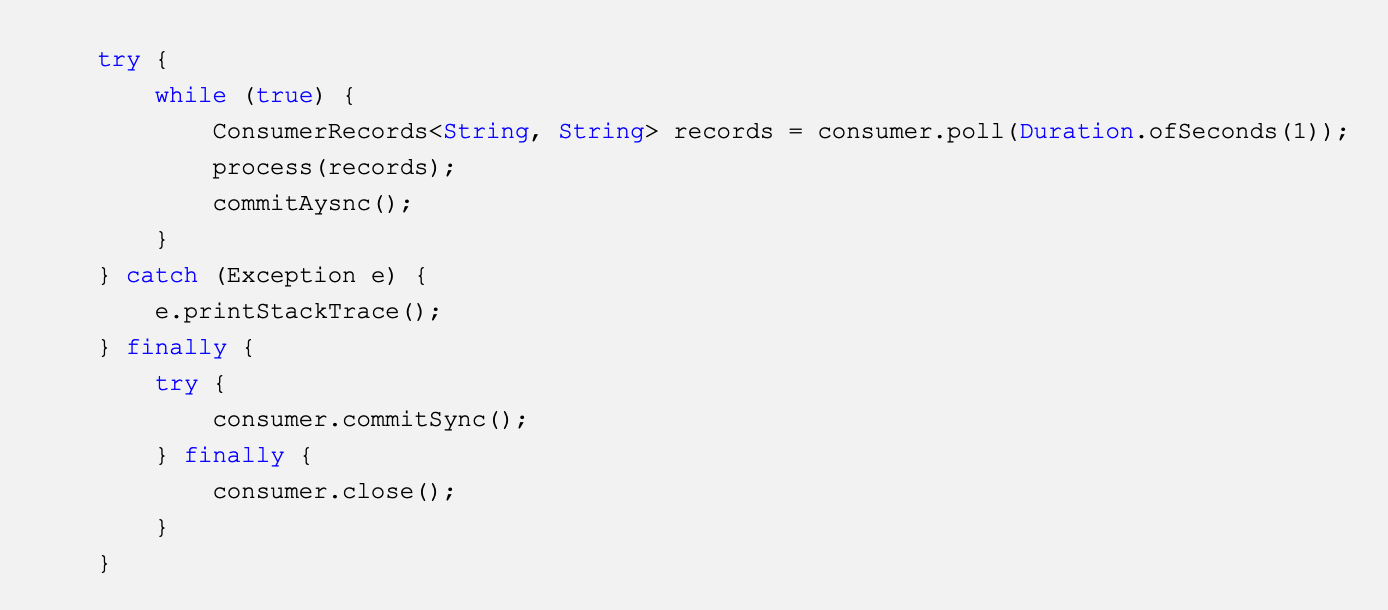 try {
    while (true) {
        ConsumerRecords<String, String> records = consumer.poll(Duration.ofSeconds(1));
        process(records);
        commitAysnc();
    }
} catch (Exception e) {
    e.printStackTrace();
} finally {
    try {
        consumer.commitSync();
    } finally {
        consumer.close();
    }
}